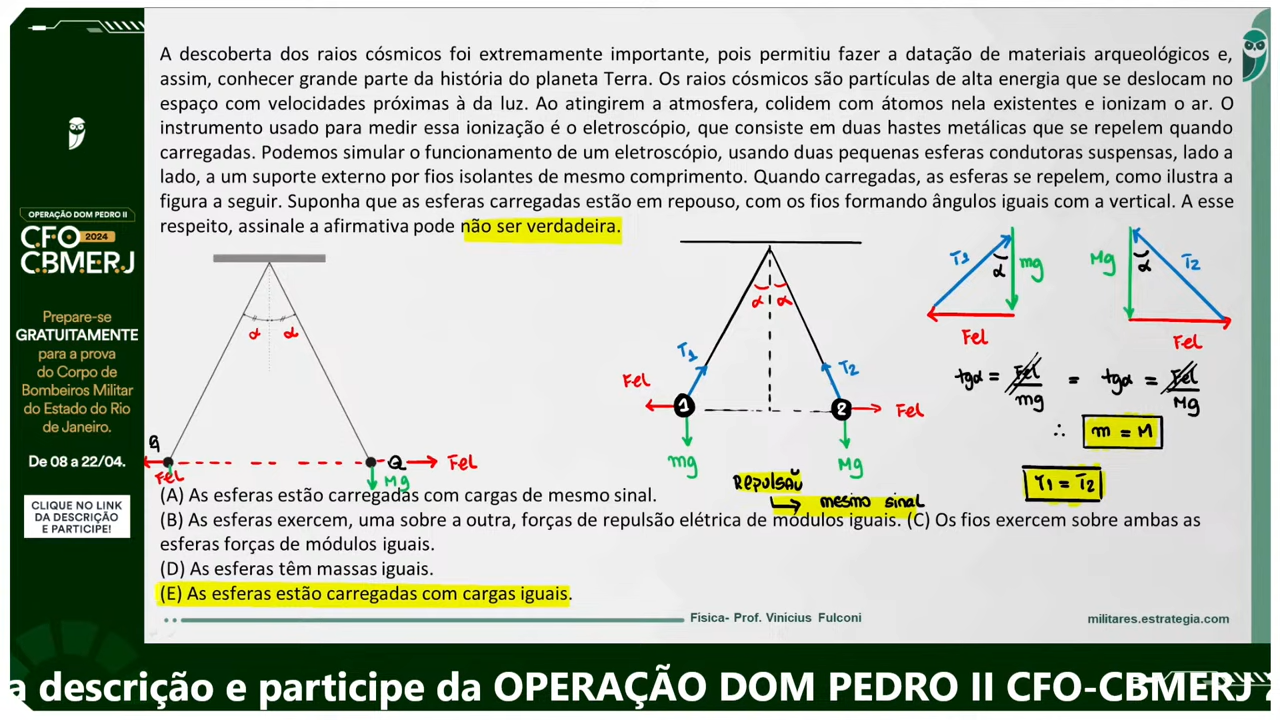 A descoberta dos raios cósmicos foi extremamente importante, pois permitiu fazer a datação de materiais arqueológicos e,
assim, conhecer grande parte da história do planeta Terra. Os raios cósmicos são partículas de alta energia que se deslocam no
espaço com velocidades próximas à da luz. Ao atingirem a atmosfera, colidem com átomos nela existentes e ionizam o ar. O
instrumento usado para medir essa ionização é o eletroscópio, que consiste em duas hastes metálicas que se repelem quando
carregadas. Podemos simular o funcionamento de um eletroscópio, usando duas pequenas esferas condutoras suspensas, lado a
lado, a um suporte externo por fios isolantes de mesmo comprimento. Quando carregadas, as esferas se repelem, como ilustra a
figura a seguir. Suponha que as esferas carregadas estão em repouso, com os fios formando ângulos iguais com a vertical. A esse
respeito, assinale a afirmativa pode não ser verdadeira.
OPERAÇÃO DOM PEDRO II
CFO 2024
CBMERJ
Prepare-se
GRATUITAMENTE
para a prova
do Corpo de
Bombeiros Militar
do Estado do Rio
de Janeiro.
De 08 a 22/04.
CLIQUE NO LINK
DA DESCRIÇÃO
E PARTICIPE!
α α
Q
Fel Fel
Mg
α α
T1 T2
Fel 1 2 Fel
mg Mg
Repulsão
mesmo sinal
T1 α mg
Fel
Mg α T2
Fel
tgα = Fel/mg = tgα = Fel/Mg
∴ m = M
T1 = T2
(A) As esferas estão carregadas com cargas de mesmo sinal.
(B) As esferas exercem, uma sobre a outra, forças de repulsão elétrica de módulos iguais. (C) Os fios exercem sobre ambas as
esferas forças de módulos iguais.
(D) As esferas têm massas iguais.
(E) As esferas estão carregadas com cargas iguais.
Física- Prof. Vinícius Fulconi
militares.estrategia.com
a descrição e participe da OPERAÇÃO DOM PEDRO II CFO-CBMERJ